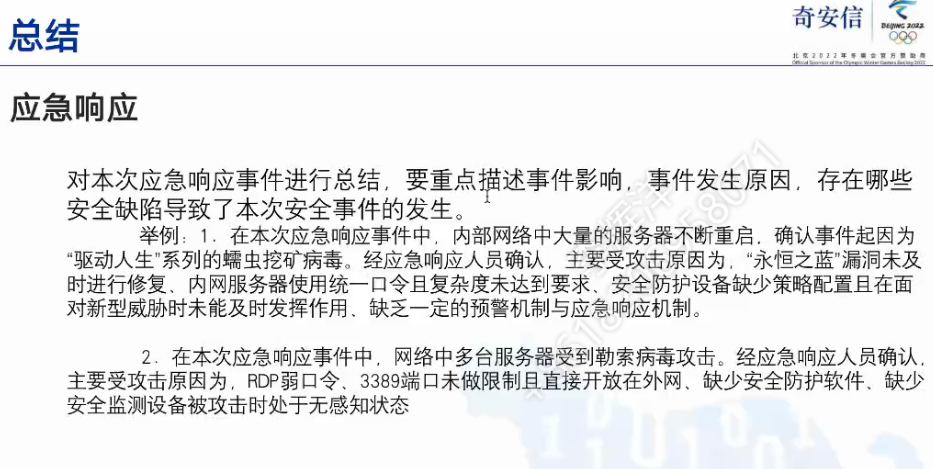 总结
奇安信
BEIJING 2022
北京2022年冬奥会官方赞助商
Official Sponsor of the Olympic Winter Games Beijing 2022
应急响应
对本次应急响应事件进行总结，要重点描述事件影响，事件发生原因，存在哪些
安全缺陷导致了本次安全事件的发生。
举例：1．在本次应急响应事件中，内部网络中大量的服务器不断重启，确认事件起因为
“驱动人生”系列的蠕虫挖矿病毒。经应急响应人员确认，主要受攻击原因为，“永恒之蓝”漏洞未及
时进行修复、内网服务器使用统一口令且复杂度未达到要求、安全防护设备缺少策略配置且在面
对新型威胁时未能及时发挥作用、缺乏一定的预警机制与应急响应机制。
2．在本次应急响应事件中，网络中多台服务器受到勒索病毒攻击。经应急响应人员确认，
主要受攻击原因为，RDP弱口令、3389端口未做限制且直接开放在外网、缺少安全防护软件、缺少
安全监测设备被攻击时处于无感知状态